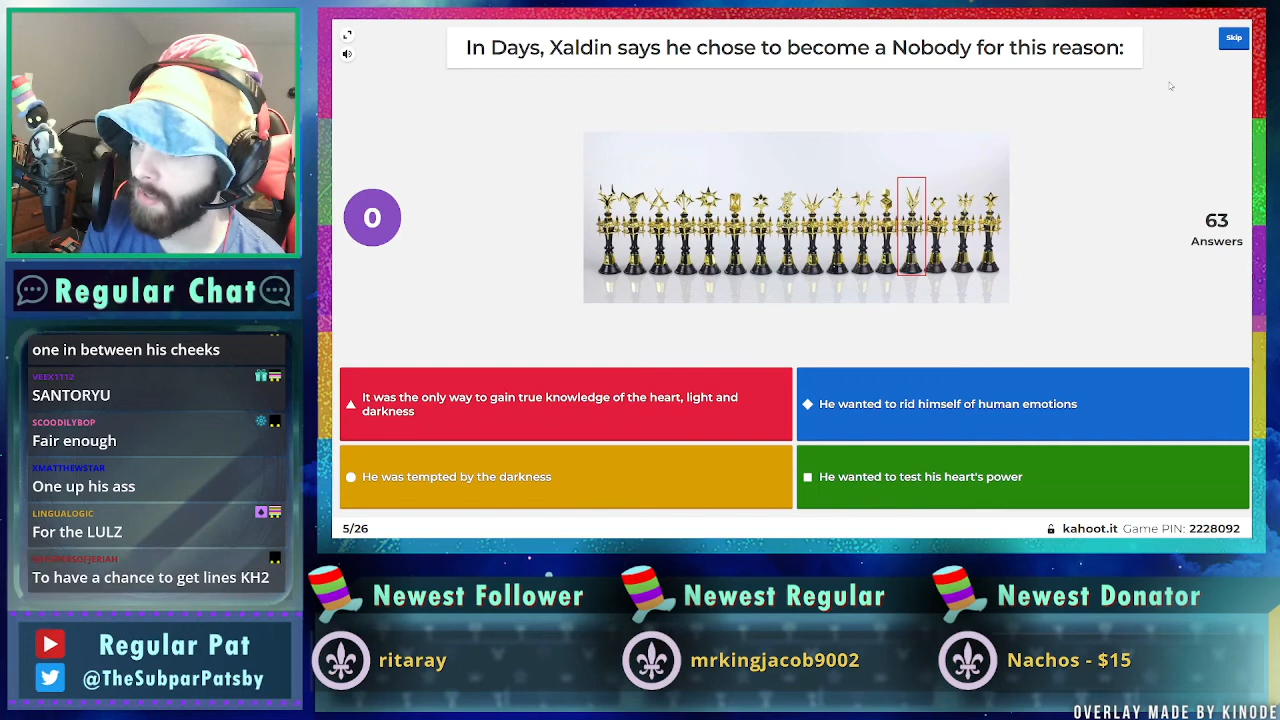 In Days, Xaldin says he chose to become a Nobody for this reason:
Skip
0
63
Answers
It was the only way to gain true knowledge of the heart, light and
darkness
He wanted to rid himself of human emotions
He was tempted by the darkness
He wanted to test his heart's power
5/26
kahoot.it Game PIN: 2228092
Regular Chat
one in between his cheeks
VEEX1112
SANTORYU
SCOODILYBOP
Fair enough
XMATTHEWSTAR
One up his ass
LINGUALOGIC
For the LULZ
To have a chance to get lines KH2
Regular Pat
@TheSubparPatsby
Newest Follower
ritaray
Newest Regular
mrkingjacob9002
Newest Donator
Nachos - $15
OVERLAY MADE BY KINODE